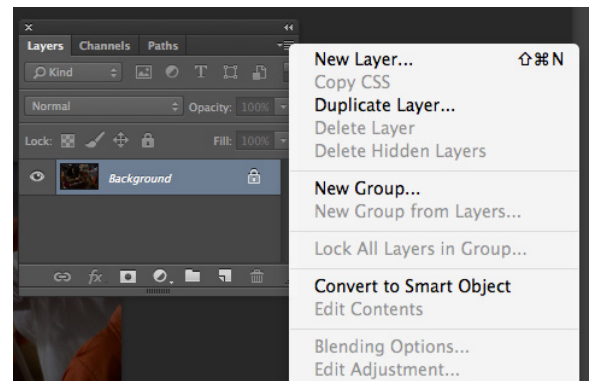 Layers Channels Paths
Kind
Normal Opacity: 100%
Lock: Fill: 100%
Background
fx
New Layer... ⇧⌘N
Copy CSS
Duplicate Layer...
Delete Layer
Delete Hidden Layers
New Group...
New Group from Layers...
Lock All Layers in Group...
Convert to Smart Object
Edit Contents
Blending Options...
Edit Adjustment...